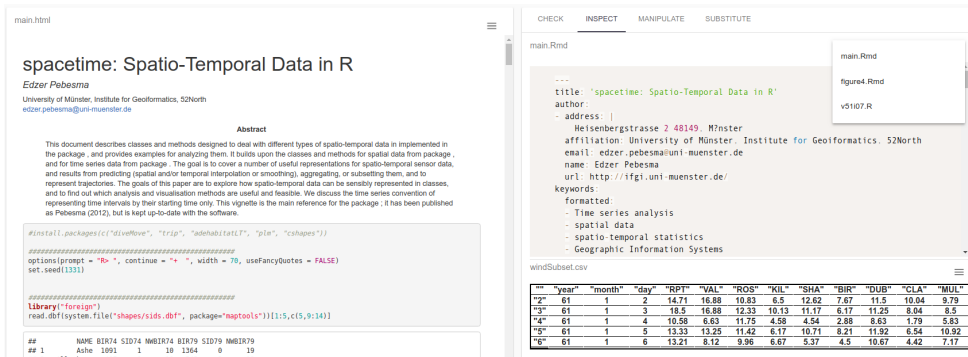 main.html
spacetime: Spatio-Temporal Data in R
Edzer Pebesma
University of Münster, Institute for Geoiformatics, 52North
edzer.pebesma@uni-muenster.de
Abstract
This document describes classes and methods designed to deal with different types of spatio-temporal data in implemented in
the package , and provides examples for analyzing them. It builds upon the classes and methods for spatial data from package ,
and for time series data from package . The goal is to cover a number of useful representations for spatio-temporal sensor data,
and results from predicting (spatial and/or temporal interpolation or smoothing), aggregating, or subsetting them, and to
represent trajectories. The goals of this paper are to explore how spatio-temporal data can be sensibly represented in classes,
and to find out which analysis and visualisation methods are useful and feasible. We discuss the time series convention of
representing time intervals by their starting time only. This vignette is the main reference for the package ; it has been published
as Pebesma (2012), but is kept up-to-date with the software.
#install.packages(c("diveMove", "trip", "adehabitatLT", "plm", "cshapes"))
options(prompt = "R> ", continue = "+  ", width = 70, useFancyQuotes = FALSE)
set.seed(1331)
library("foreign")
read.dbf(system.file("shapes/sids.dbf", package="maptools"))[1:5,c(5,9:14)]
## NAME BIR74 SID74 NWBIR74 BIR79 SID79 NWBIR79
## 1 Ashe 1091 1 10 1364 0 19
CHECK INSPECT MANIPULATE SUBSTITUTE
main.Rmd
main.Rmd
figure4.Rmd
v51i07.R
---
title: 'spacetime: Spatio-Temporal Data in R'
author:
- address: |
Heisenbergstrasse 2 48149. M?nster
affiliation: University of Münster. Institute for Geoiformatics. 52North
email: edzer.pebesma@uni-muenster.de
name: Edzer Pebesma
url: http://ifgi.uni-muenster.de/
keywords:
formatted:
- Time series analysis
- spatial data
- spatio-temporal statistics
- Geographic Information Systems
windSubset.csv
"" "year" "month" "day" "RPT" "VAL" "ROS" "KIL" "SHA" "BIR" "DUB" "CLA" "MUL"
"2" 61 1 2 14.71 16.88 10.83 6.5 12.62 7.67 11.5 10.04 9.79
"3" 61 1 3 18.5 16.88 12.33 10.13 11.17 6.17 11.25 8.04 8.5
"4" 61 1 4 10.58 6.63 11.75 4.58 4.54 2.88 8.63 1.79 5.83
"5" 61 1 5 13.33 13.25 11.42 6.17 10.71 8.21 11.92 6.54 10.92
"6" 61 1 6 13.21 8.12 9.96 6.67 5.37 4.5 10.67 4.42 7.17